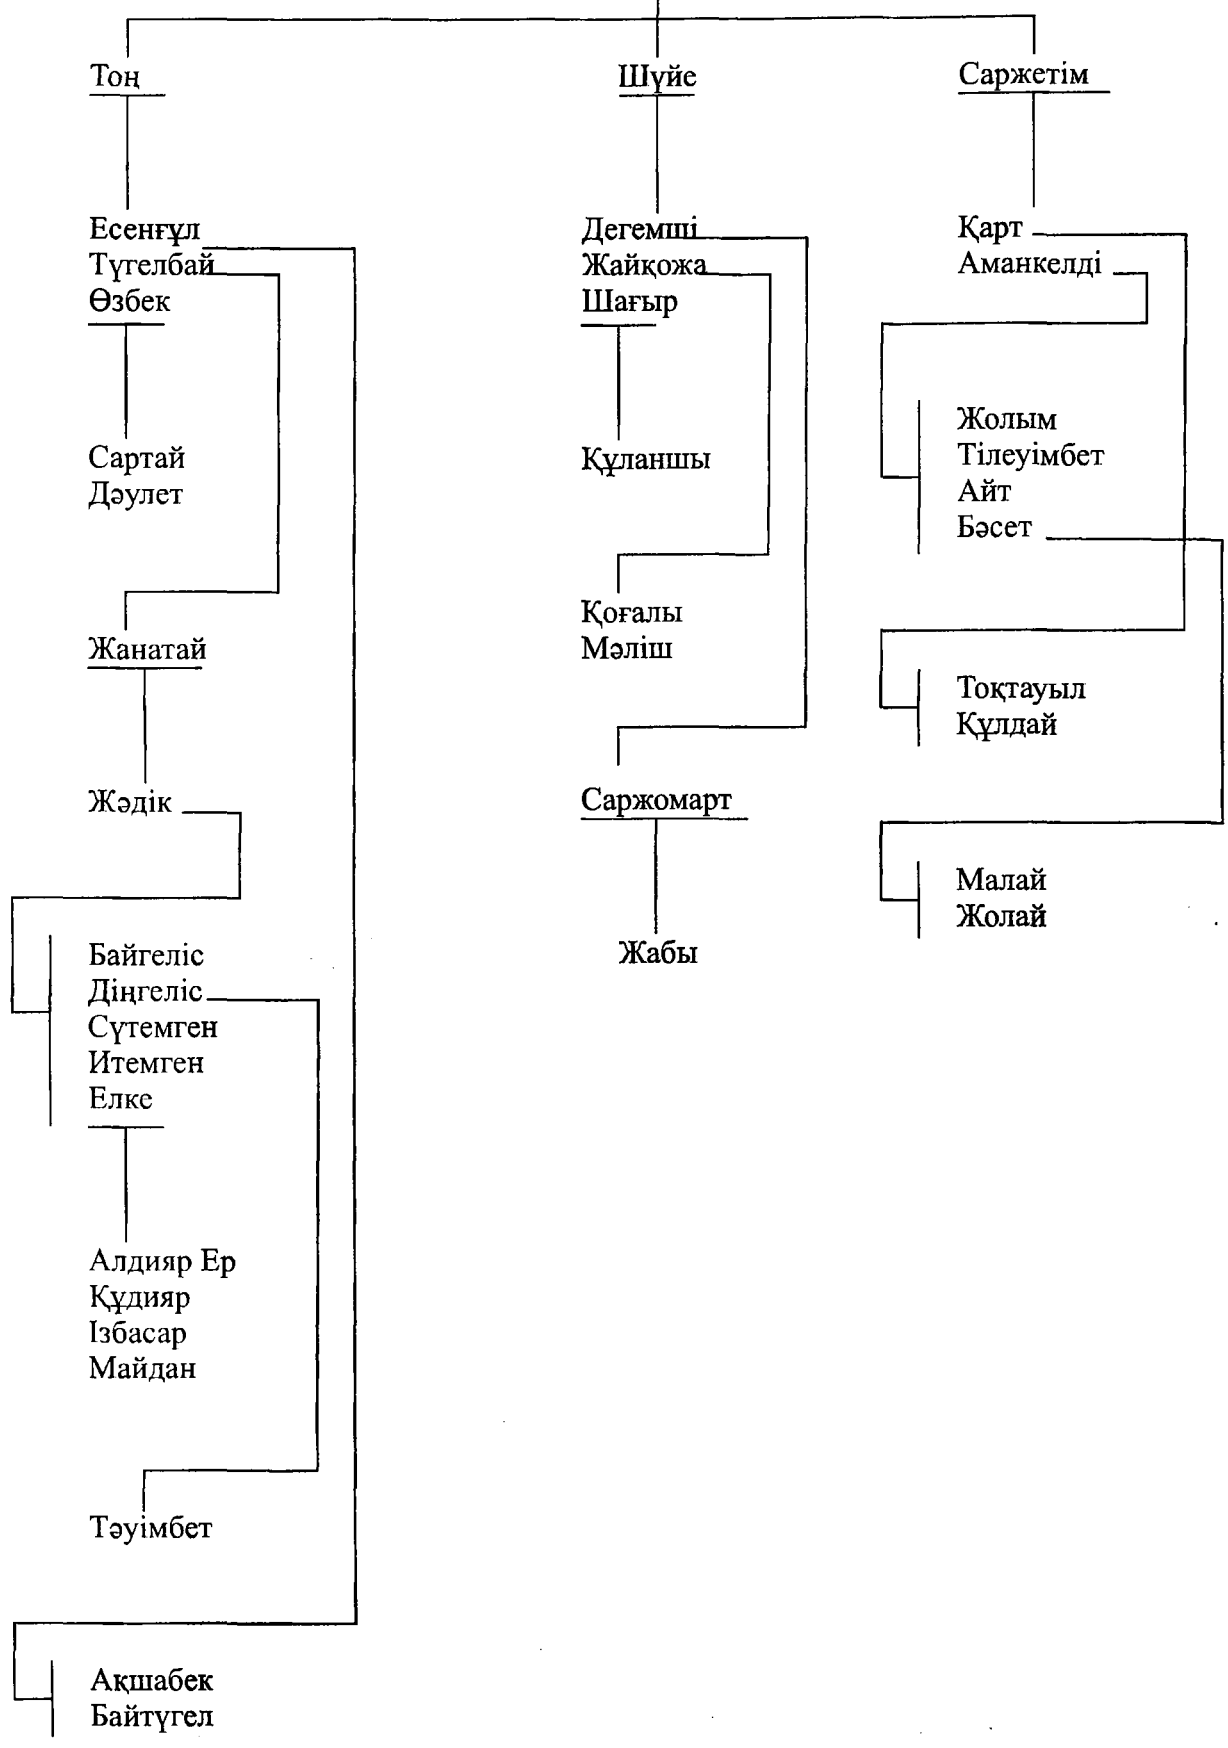 Тоң
Есенғұл
Түгелбай
Өзбек
Сартай
Дәулет
Жанатай
Жәдік
Байгеліс
Діңгеліс
Сүтемген
Итемген
Елке
Алдияр Ер
Құдияр
Ізбасар
Майдан
Тәуімбет
Ақшабек
Байтүгел
Шүйе
Дегемші
Жайқожа
Шағыр
Құланшы
Қоғалы
Мәліш
Саржомарт
Жабы
Саржетім
Қарт
Аманкелді
Жолым
Тілеуімбет
Айт
Бәсет
Тоқтауыл
Құлдай
Малай
Жолай